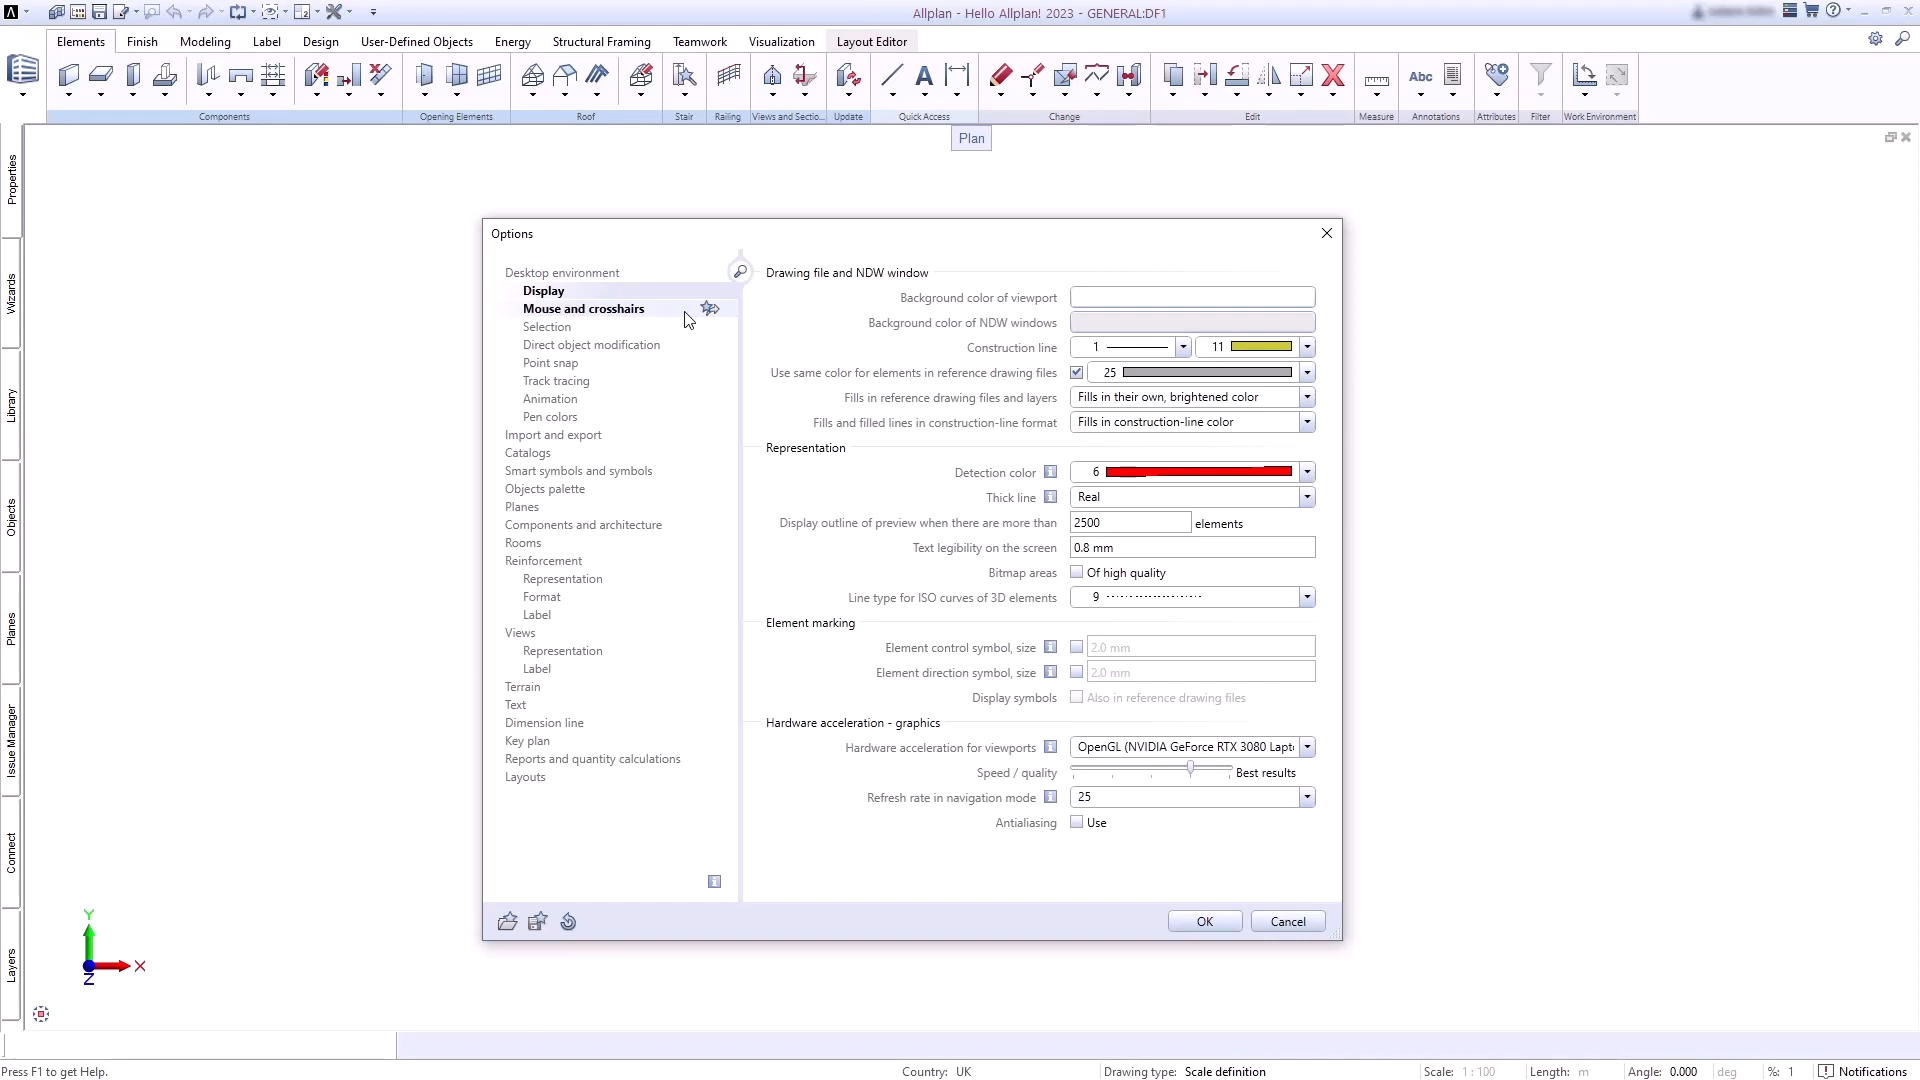 Allplan - Hello Allplan! 2023 - GENERAL:DF1
Elements Finish Modeling Label Design User-Defined Objects Energy Structural Framing Teamwork Visualization Layout Editor
A Abc
Components Opening Elements Roof Stair Railing Views and Sectio... Update Quick Access Change Edit Measure Annotations Attributes Filter Work Environment
Plan
Properties
Wizards
Library
Objects
Planes
Issue Manager
Connect
Layers
Options
Desktop environment
Display
Mouse and crosshairs
Selection
Direct object modification
Point snap
Track tracing
Animation
Pen colors
Import and export
Catalogs
Smart symbols and symbols
Objects palette
Planes
Components and architecture
Rooms
Reinforcement
Representation
Format
Label
Views
Representation
Label
Terrain
Text
Dimension line
Key plan
Reports and quantity calculations
Layouts
Drawing file and NDW window
Background color of viewport
Background color of NDW windows
Construction line 1 11
Use same color for elements in reference drawing files 25
Fills in reference drawing files and layers Fills in their own, brightened color
Fills and filled lines in construction-line format Fills in construction-line color
Representation
Detection color 6
Thick line Real
Display outline of preview when there are more than 2500 elements
Text legibility on the screen 0.8 mm
Bitmap areas Of high quality
Line type for ISO curves of 3D elements 9
Element marking
Element control symbol, size 2.0 mm
Element direction symbol, size 2.0 mm
Display symbols Also in reference drawing files
Hardware acceleration - graphics
Hardware acceleration for viewports OpenGL (NVIDIA GeForce RTX 3080 Lapt
Speed / quality Best results
Refresh rate in navigation mode 25
Antialiasing Use
OK Cancel
Y
X
Z
Press F1 to get Help. Country: UK Drawing type: Scale definition Scale: 1 : 100 Length: m Angle: 0.000 deg %: 1 Notifications